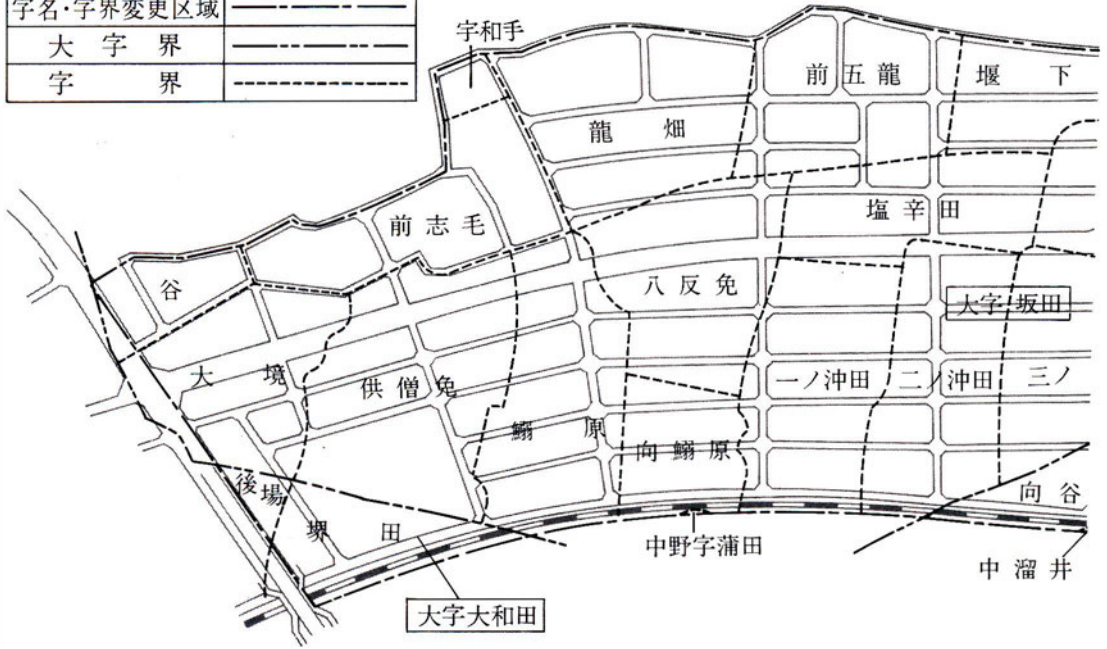 字名・字界変更区域
大字界
字界
宇和手
前五龍
堰下
龍畑
塩辛田
前志毛
谷
八反免
大字坂田
大境
供僧免
一ノ沖田
二ノ沖田
三ノ
鰯原
向鰯原
後場
向谷
堺田
中野字蒲田
中溜井
大字大和田